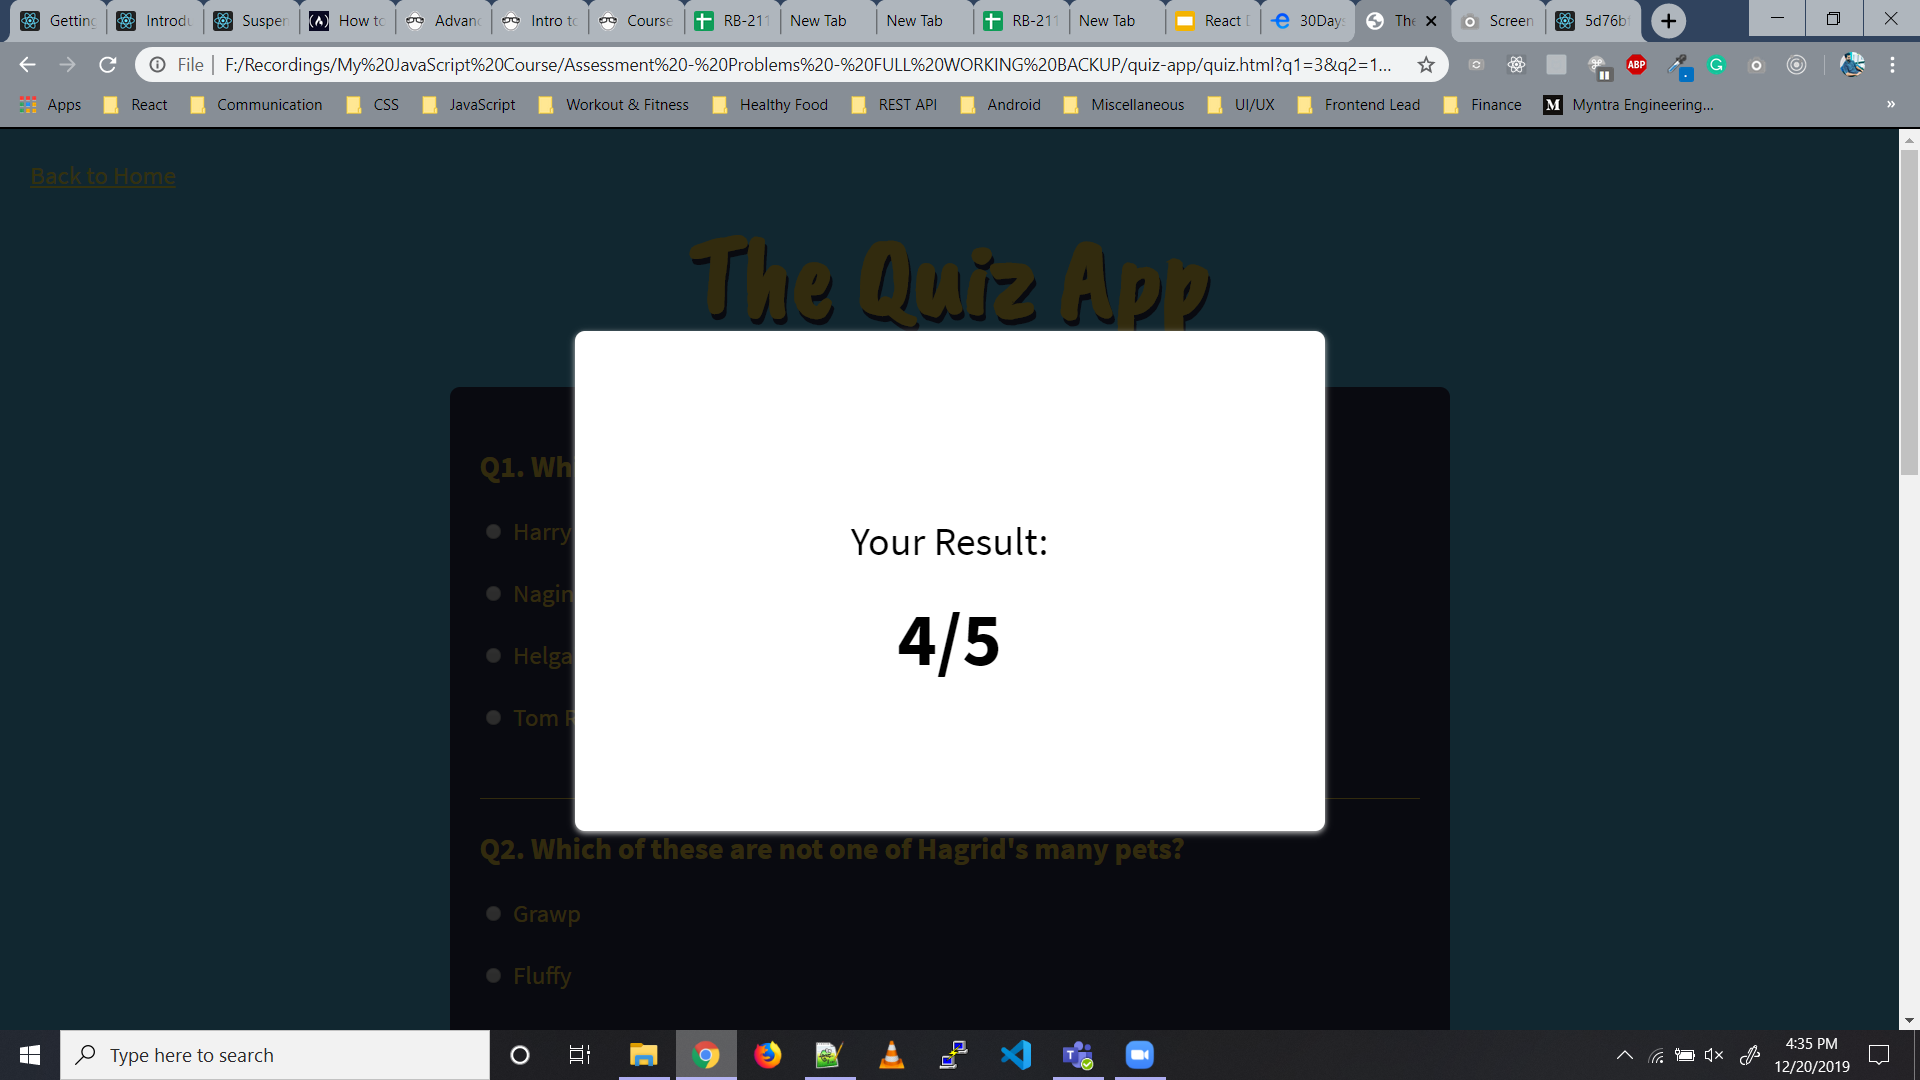 Getting Introdu Suspen How to Advanc Intro to Course RB-211 New Tab New Tab RB-211 New Tab React D 30Days The Screen 5d76bf
File F:/Recordings/My%20JavaScript%20Course/Assessment%20-%20Problems%20-%20FULL%20WORKING%20BACKUP/quiz-app/quiz.html?q1=3&q2=1... ABP
Apps React Communication CSS JavaScript Workout & Fitness Healthy Food REST API Android Miscellaneous UI/UX Frontend Lead Finance M Myntra Engineering... »
Back to Home
The Quiz App
Q1. Wh
Harry
Nagin
Helga
Tom R
Your Result:
4/5
Q2. Which of these are not one of Hagrid's many pets?
Grawp
Fluffy
Type here to search
4:35 PM
12/20/2019